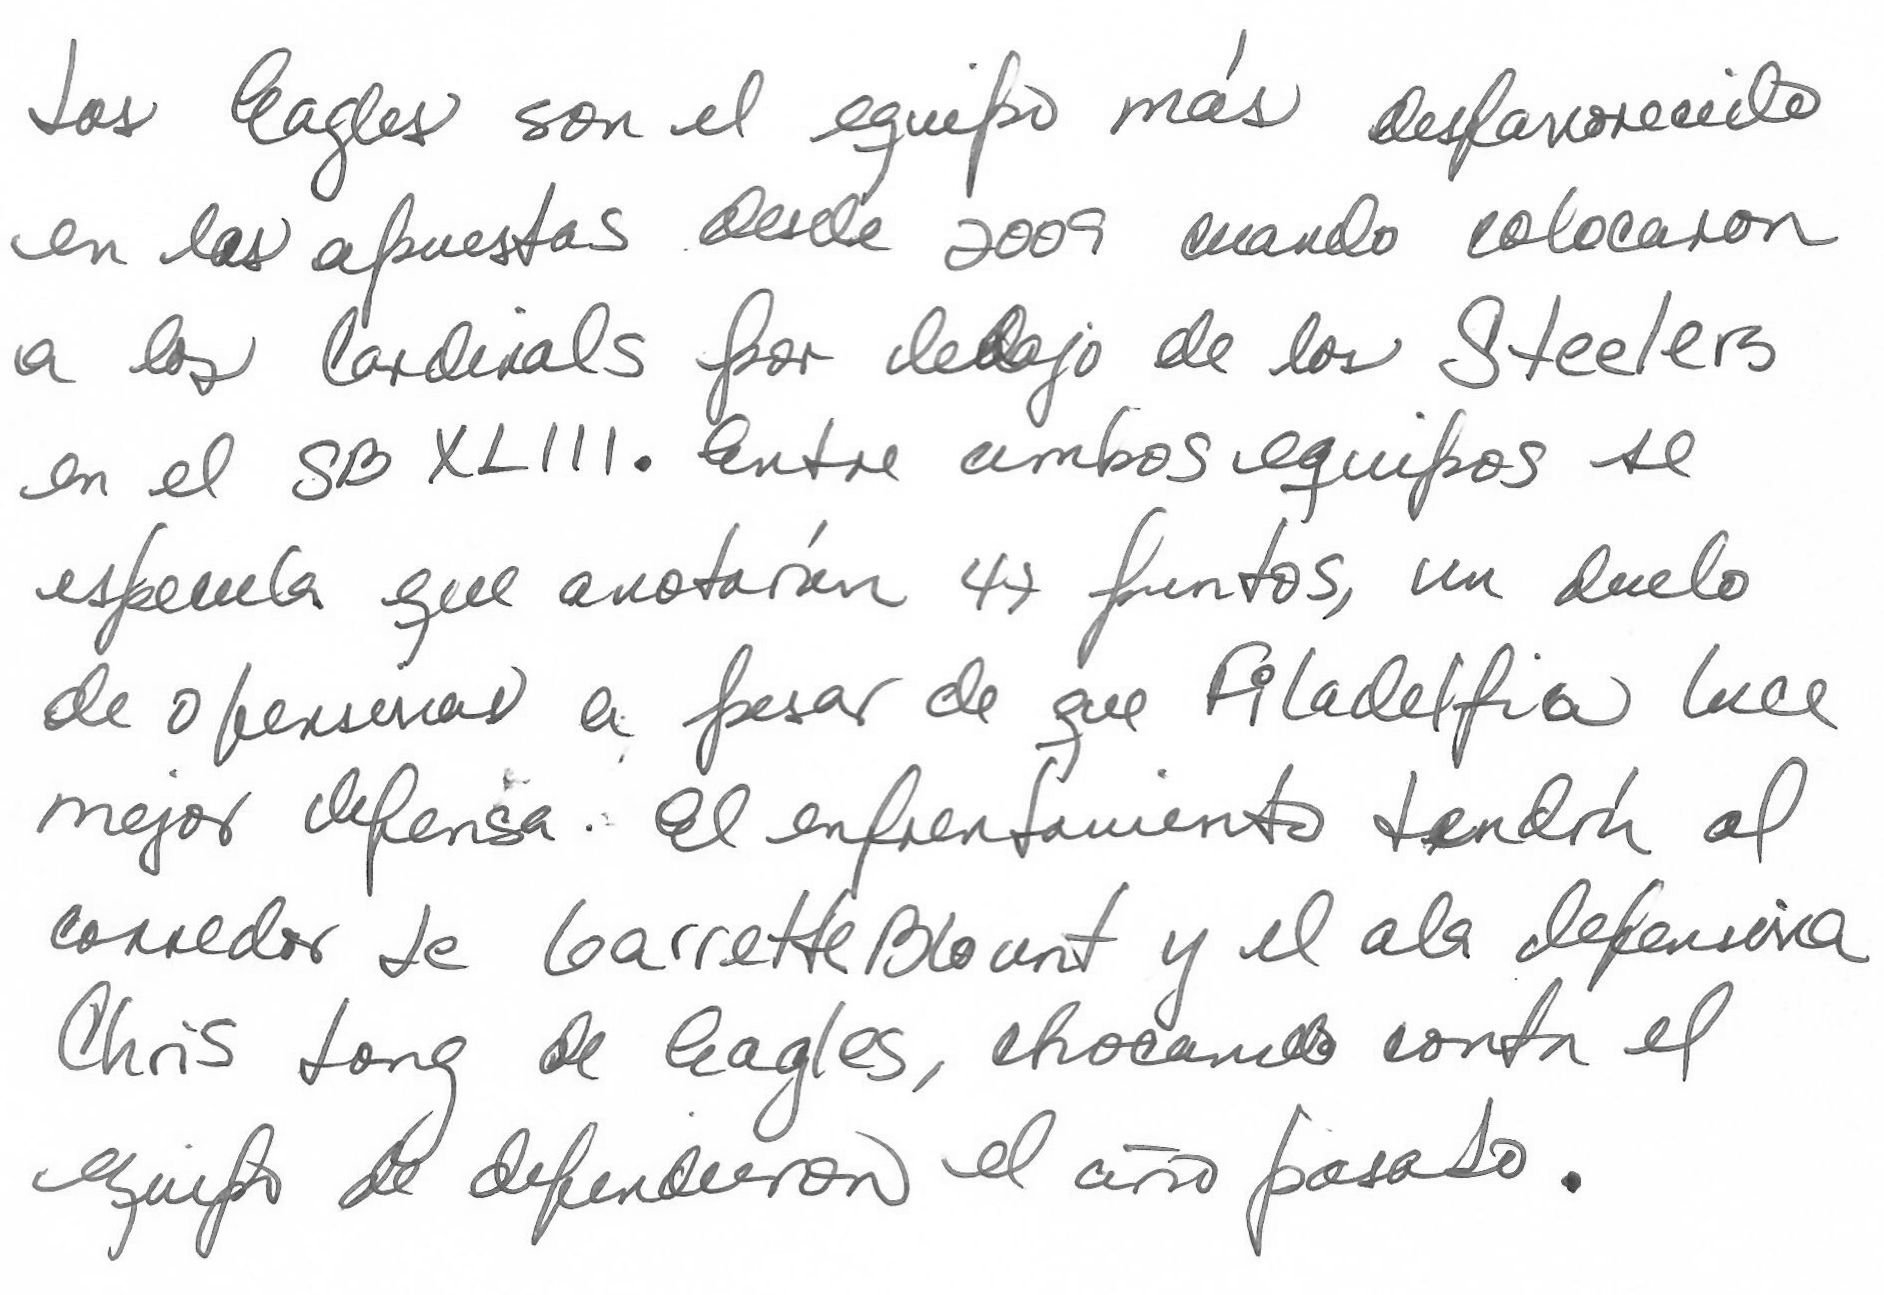 Los Eagles son el equipo más desfavorecido
en las apuestas desde 2009 cuando colocaron
a los Cardinals por debajo de los Steelers
en el SB XLIII. Entre ambos equipos se
especula que anotarán 47 puntos, un duelo
de ofensivas a pesar de que Filadelfia luce
mejor defensa. El enfrentamiento tendrá al
corredor Le Garrette Blount y el ala defensiva
Chris Long de Eagles, chocando contra el
equipo de defendieron el año pasado.